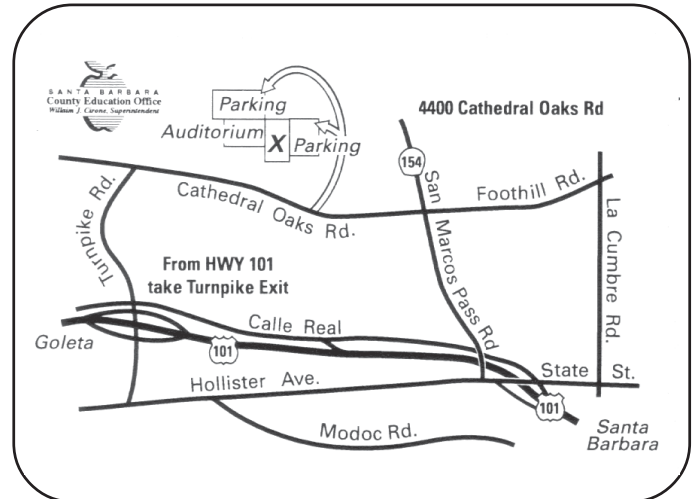 SANTA BARBARA
County Education Office
William J. Cirone, Superintendent
4400 Cathedral Oaks Rd
Parking
Auditorium
X
Parking
154
Foothill Rd.
Cathedral Oaks Rd.
Turnpike Rd.
San Marcos Pass Rd
La Cumbre Rd.
From HWY 101
take Turnpike Exit
Goleta
Calle Real
101
Hollister Ave.
State St.
101
Modoc Rd.
Santa
Barbara